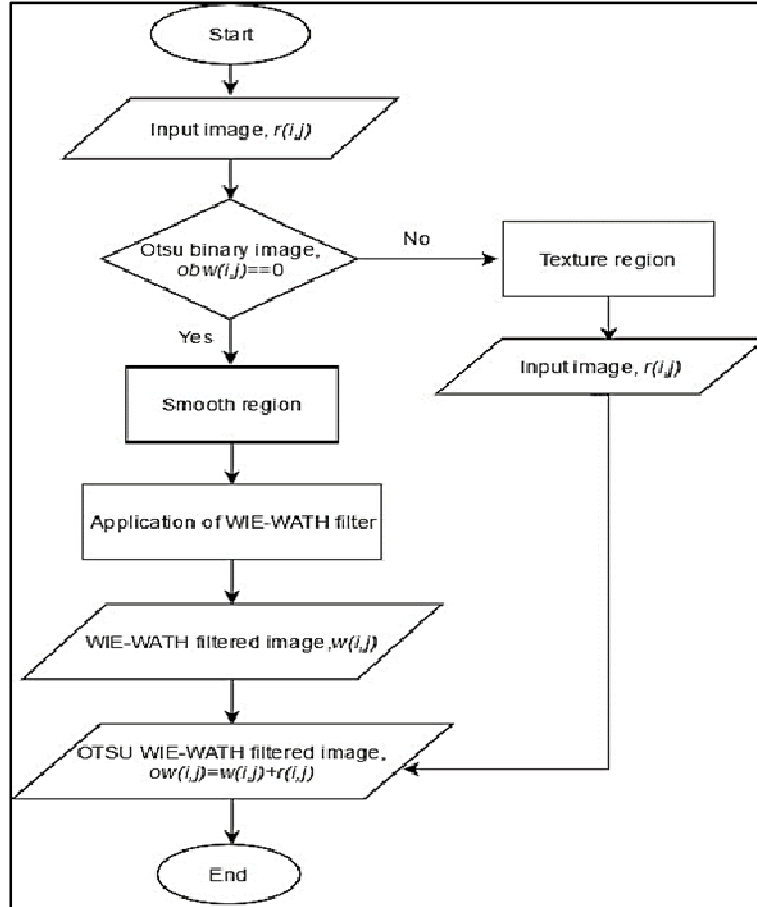 Start
Input image, r(i,j)
Otsu binary image,
obw(i,j)==0
No
Texture region
Yes
Input image, r(i,j)
Smooth region
Application of WIE-WATH filter
WIE-WATH filtered image,w(i,j)
OTSU WIE-WATH filtered image,
ow(i,j)=w(i,j)+r(i,j)
End